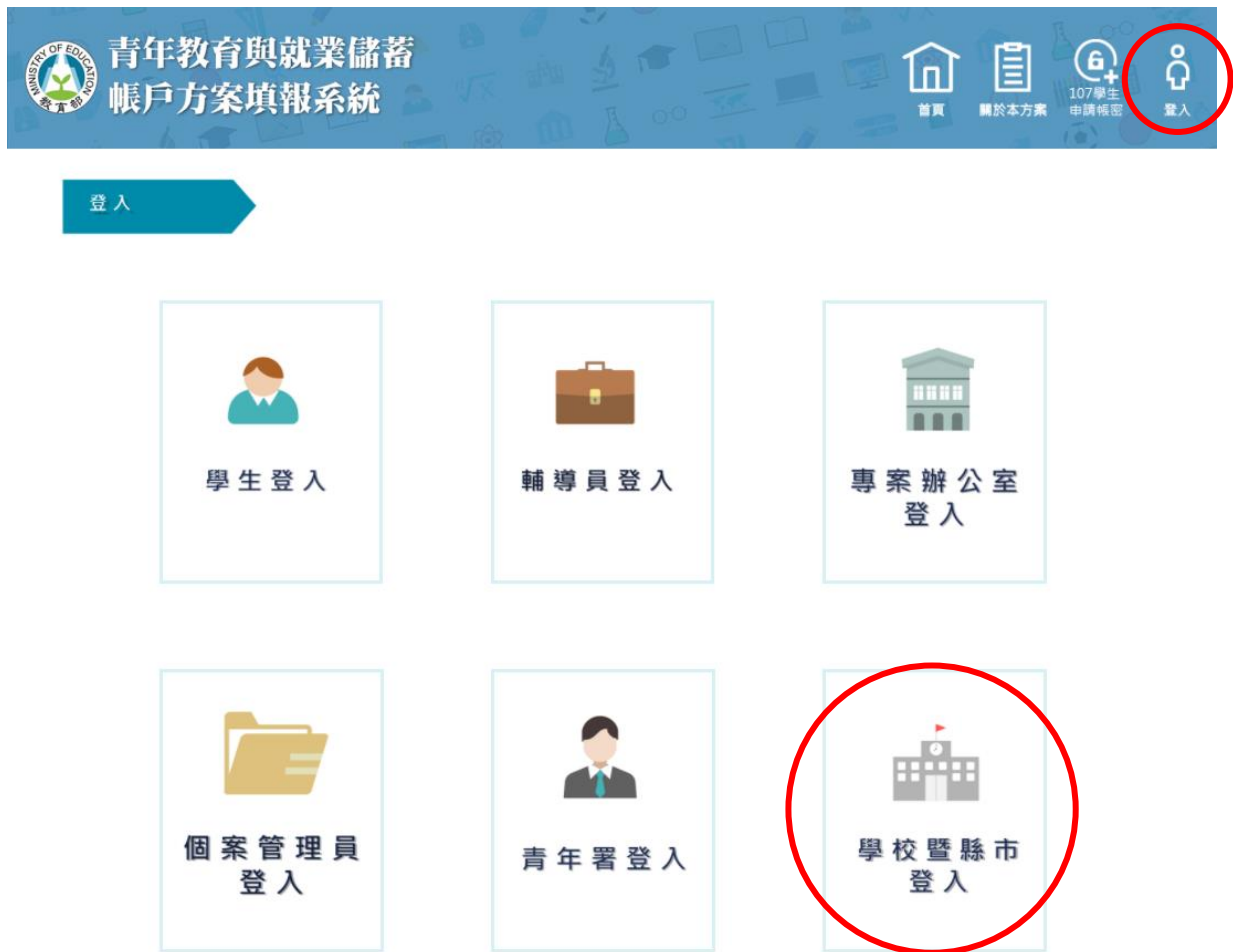 MINISTRY OF EDUCATION
教育部
青年教育與就業儲蓄
帳戶方案填報系統
首頁
關於本方案
107學生
申請帳密
登入
登入
學生登入
輔導員登入
專案辦公室
登入
個案管理員
登入
青年署登入
學校暨縣市
登入